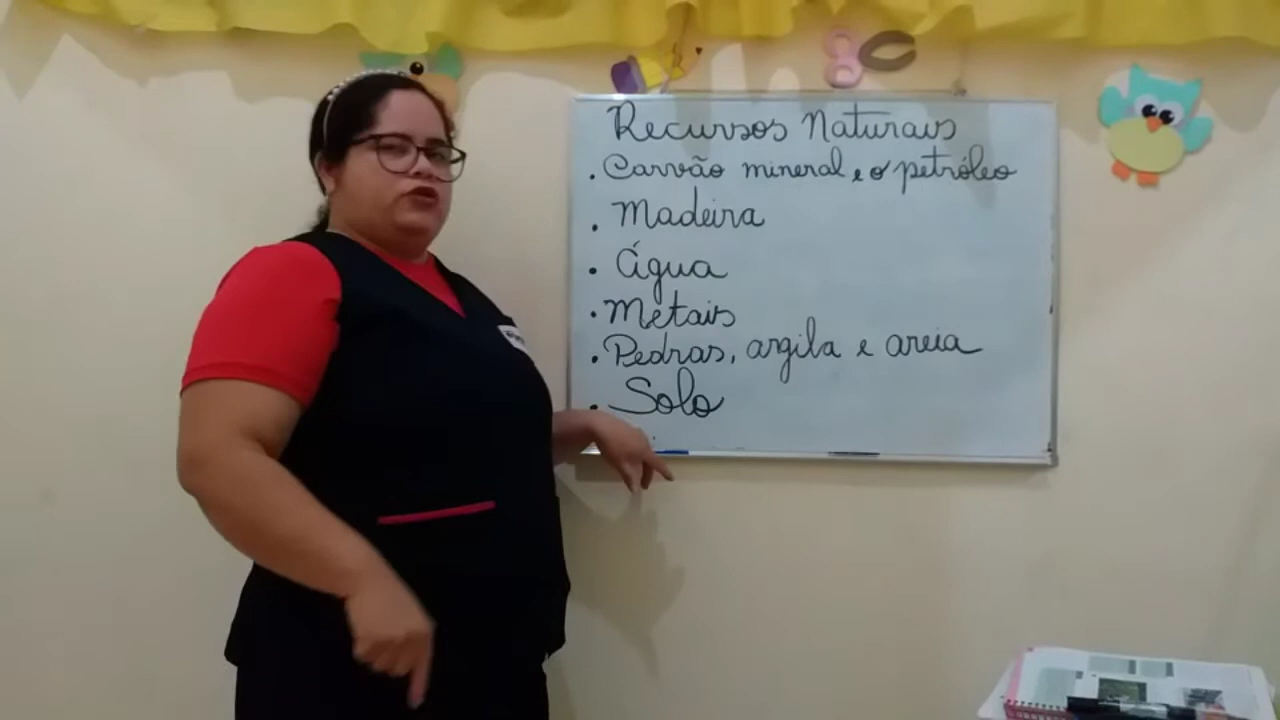 Recursos Naturais
. Carvão mineral e o petróleo
. Madeira
. Água
. Metais
. Pedras, argila e areia
. Solo